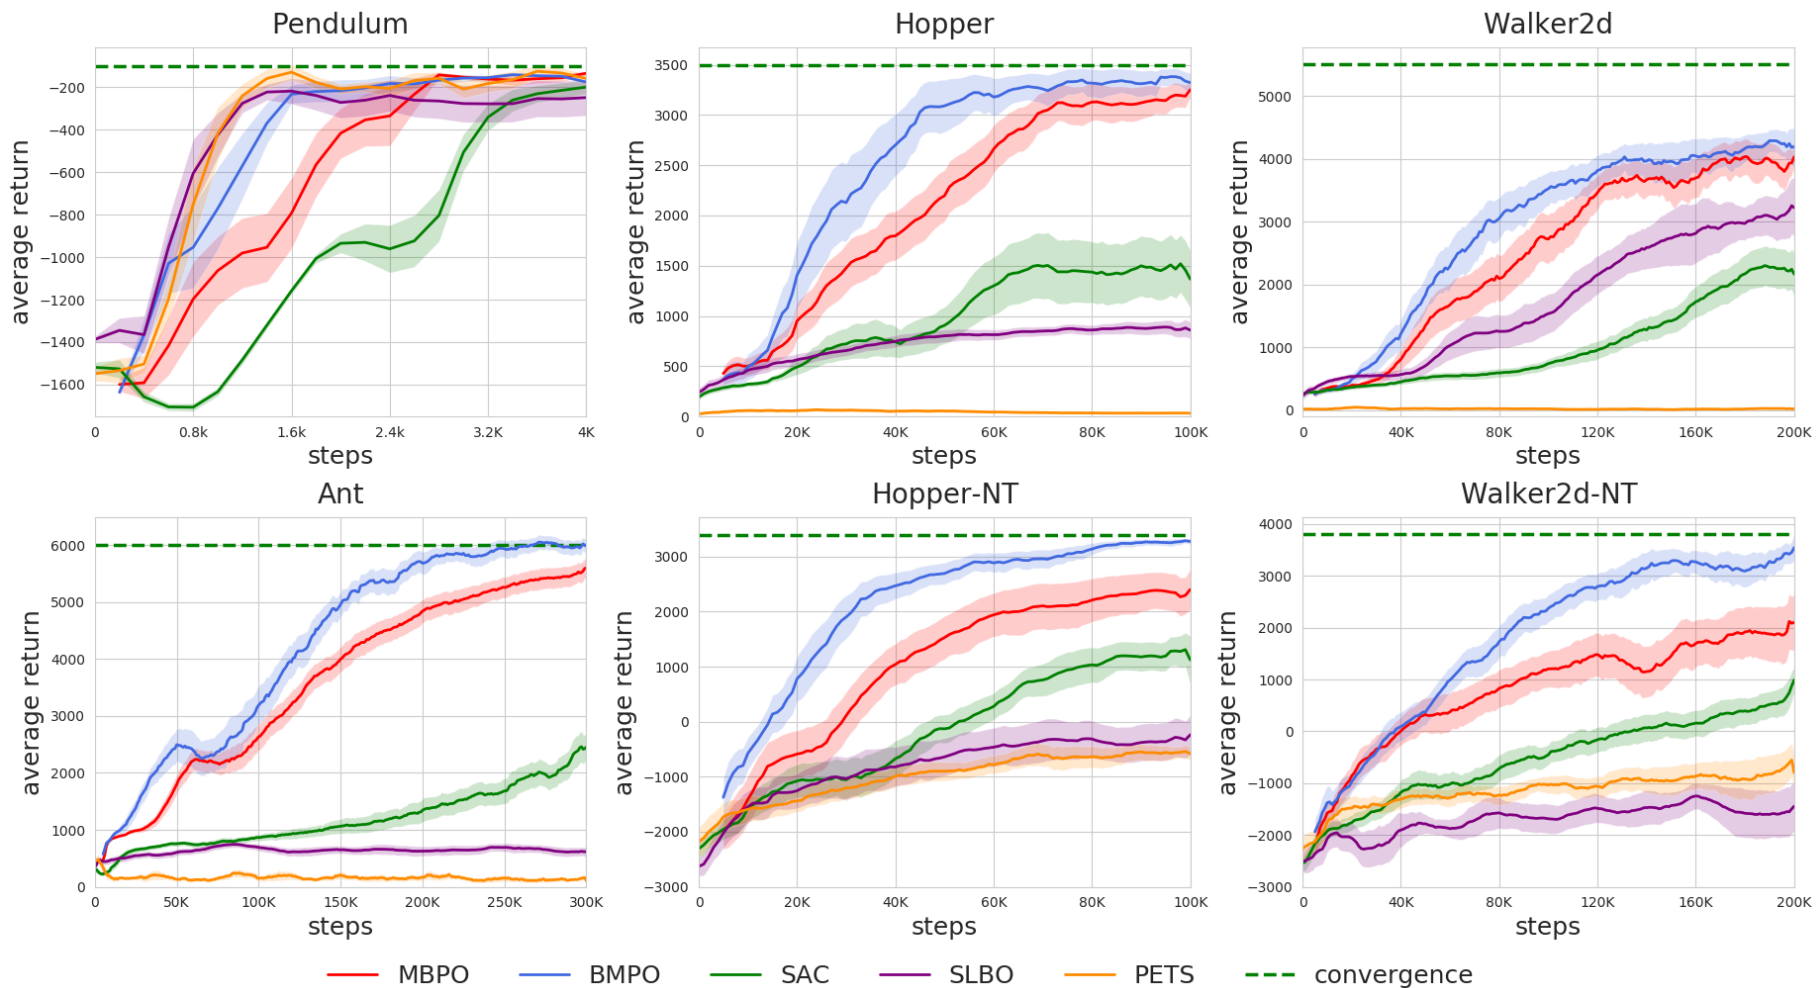 Pendulum
Hopper
Walker2d
average return
−200
−400
−600
−800
−1000
−1200
−1400
−1600
0 0.8k 1.6k 2.4k 3.2k 4K
steps
average return
3500
3000
2500
2000
3500
1500
1000
500
0
0 20K 40K 60K 80K 100K
steps
average return
5000
4000
3000
2000
1000
0
0 40K 80K 120K 160K 200K
steps
Ant
Hopper-NT
Walker2d-NT
average return
6000
5000
4000
3000
2000
1000
0
0 50K 100K 150K 200K 250K 300K
steps
average return
3000
2000
1000
0
−1000
−2000
−3000
0 20K 40K 60K 80K 100K
steps
average return
4000
3000
2000
1000
0
−1000
−2000
−3000
0 40K 80K 120K 160K 200K
steps
MBPO BMPO SAC SLBO PETS convergence